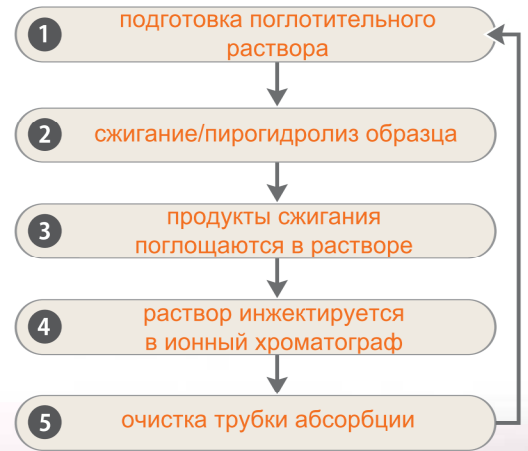 1 подготовка поглотительного
раствора
2 сжигание/пирогидролиз образца
3 продукты сжигания
поглощаются в растворе
4 раствор инжектируется
в ионный хроматограф
5 очистка трубки абсорбции